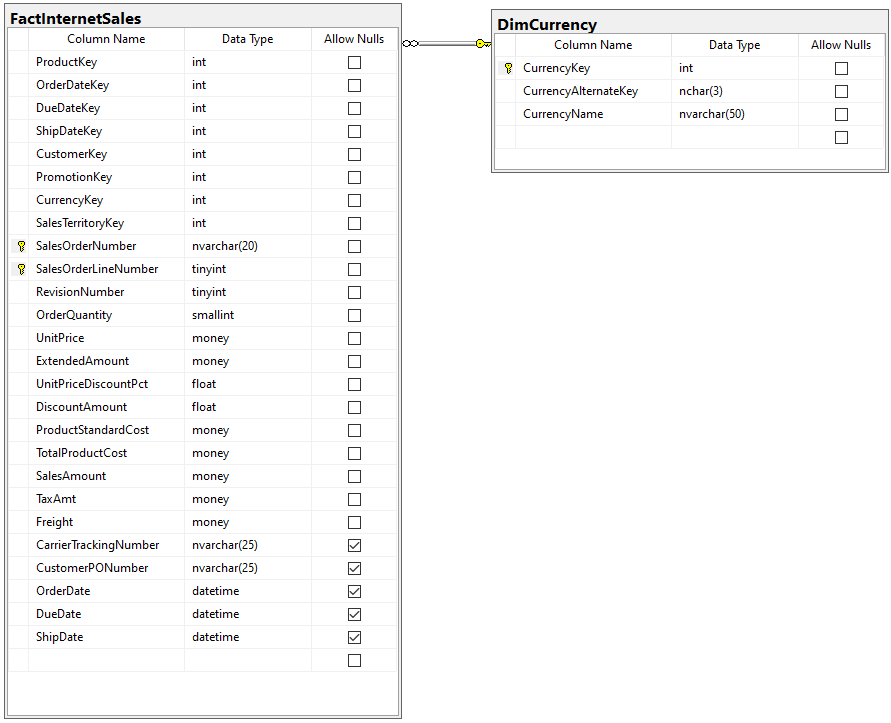 FactInternetSales
Column Name Data Type Allow Nulls
ProductKey int
OrderDateKey int
DueDateKey int
ShipDateKey int
CustomerKey int
PromotionKey int
CurrencyKey int
SalesTerritoryKey int
SalesOrderNumber nvarchar(20)
SalesOrderLineNumber tinyint
RevisionNumber tinyint
OrderQuantity smallint
UnitPrice money
ExtendedAmount money
UnitPriceDiscountPct float
DiscountAmount float
ProductStandardCost money
TotalProductCost money
SalesAmount money
TaxAmt money
Freight money
CarrierTrackingNumber nvarchar(25)
CustomerPONumber nvarchar(25)
OrderDate datetime
DueDate datetime
ShipDate datetime
DimCurrency
Column Name Data Type Allow Nulls
CurrencyKey int
CurrencyAlternateKey nchar(3)
CurrencyName nvarchar(50)